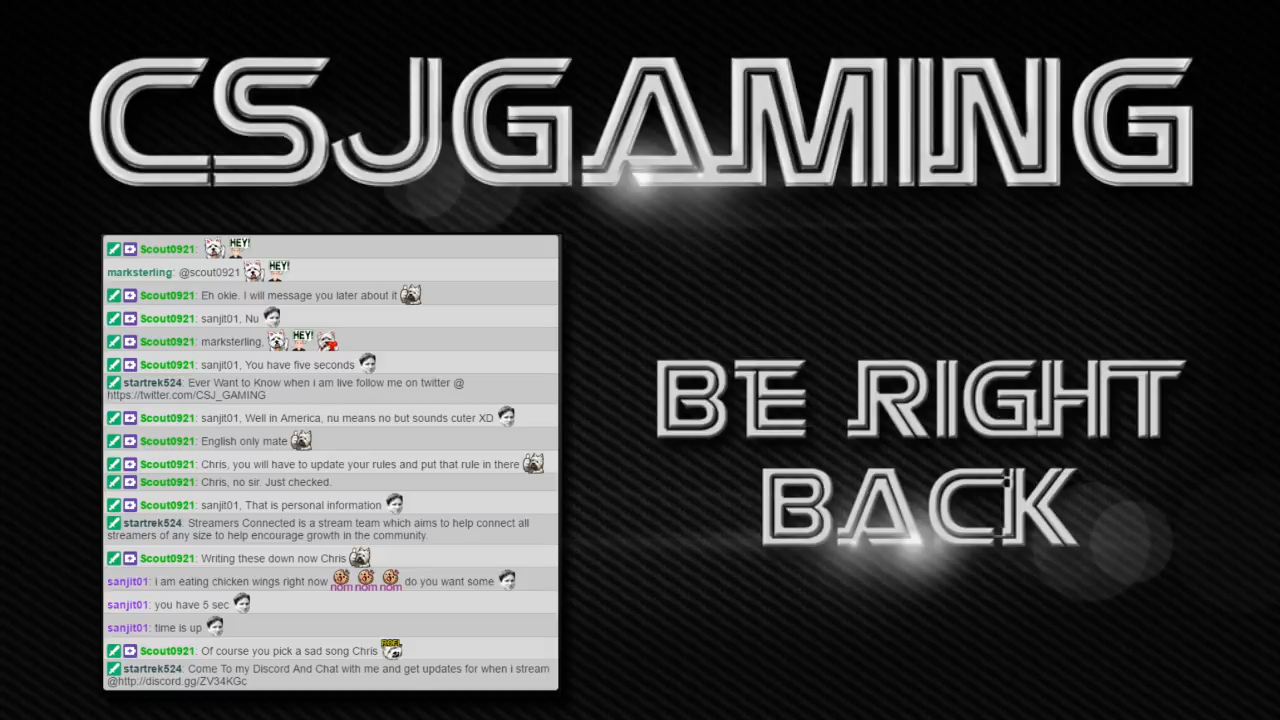 CSJGAMING
Scout0921: HEY!
marksterling: @scout0921 HEY!
Scout0921: Eh okie. I will message you later about it
Scout0921: sanjit01, Nu
Scout0921: marksterling, HEY!
Scout0921: sanjit01, You have five seconds
startrek524: Ever Want to Know when i am live follow me on twitter @
https://twitter.com/CSJ_GAMING
Scout0921: sanjit01, Well in America, nu means no but sounds cuter XD
Scout0921: English only mate
Scout0921: Chris, you will have to update your rules and put that rule in there
Scout0921: Chris, no sir. Just checked.
Scout0921: sanjit01, That is personal information
startrek524: Streamers Connected is a stream team which aims to help connect all
streamers of any size to help encourage growth in the community.
Scout0921: Writing these down now Chris
sanjit01: i am eating chicken wings right now nom nom nom do you want some
sanjit01: you have 5 sec
sanjit01: time is up
Scout0921: Of course you pick a sad song Chris ROFL
startrek524: Come To my Discord And Chat with me and get updates for when i stream
@http://discord.gg/ZV34KGc
BE RIGHT
BACK